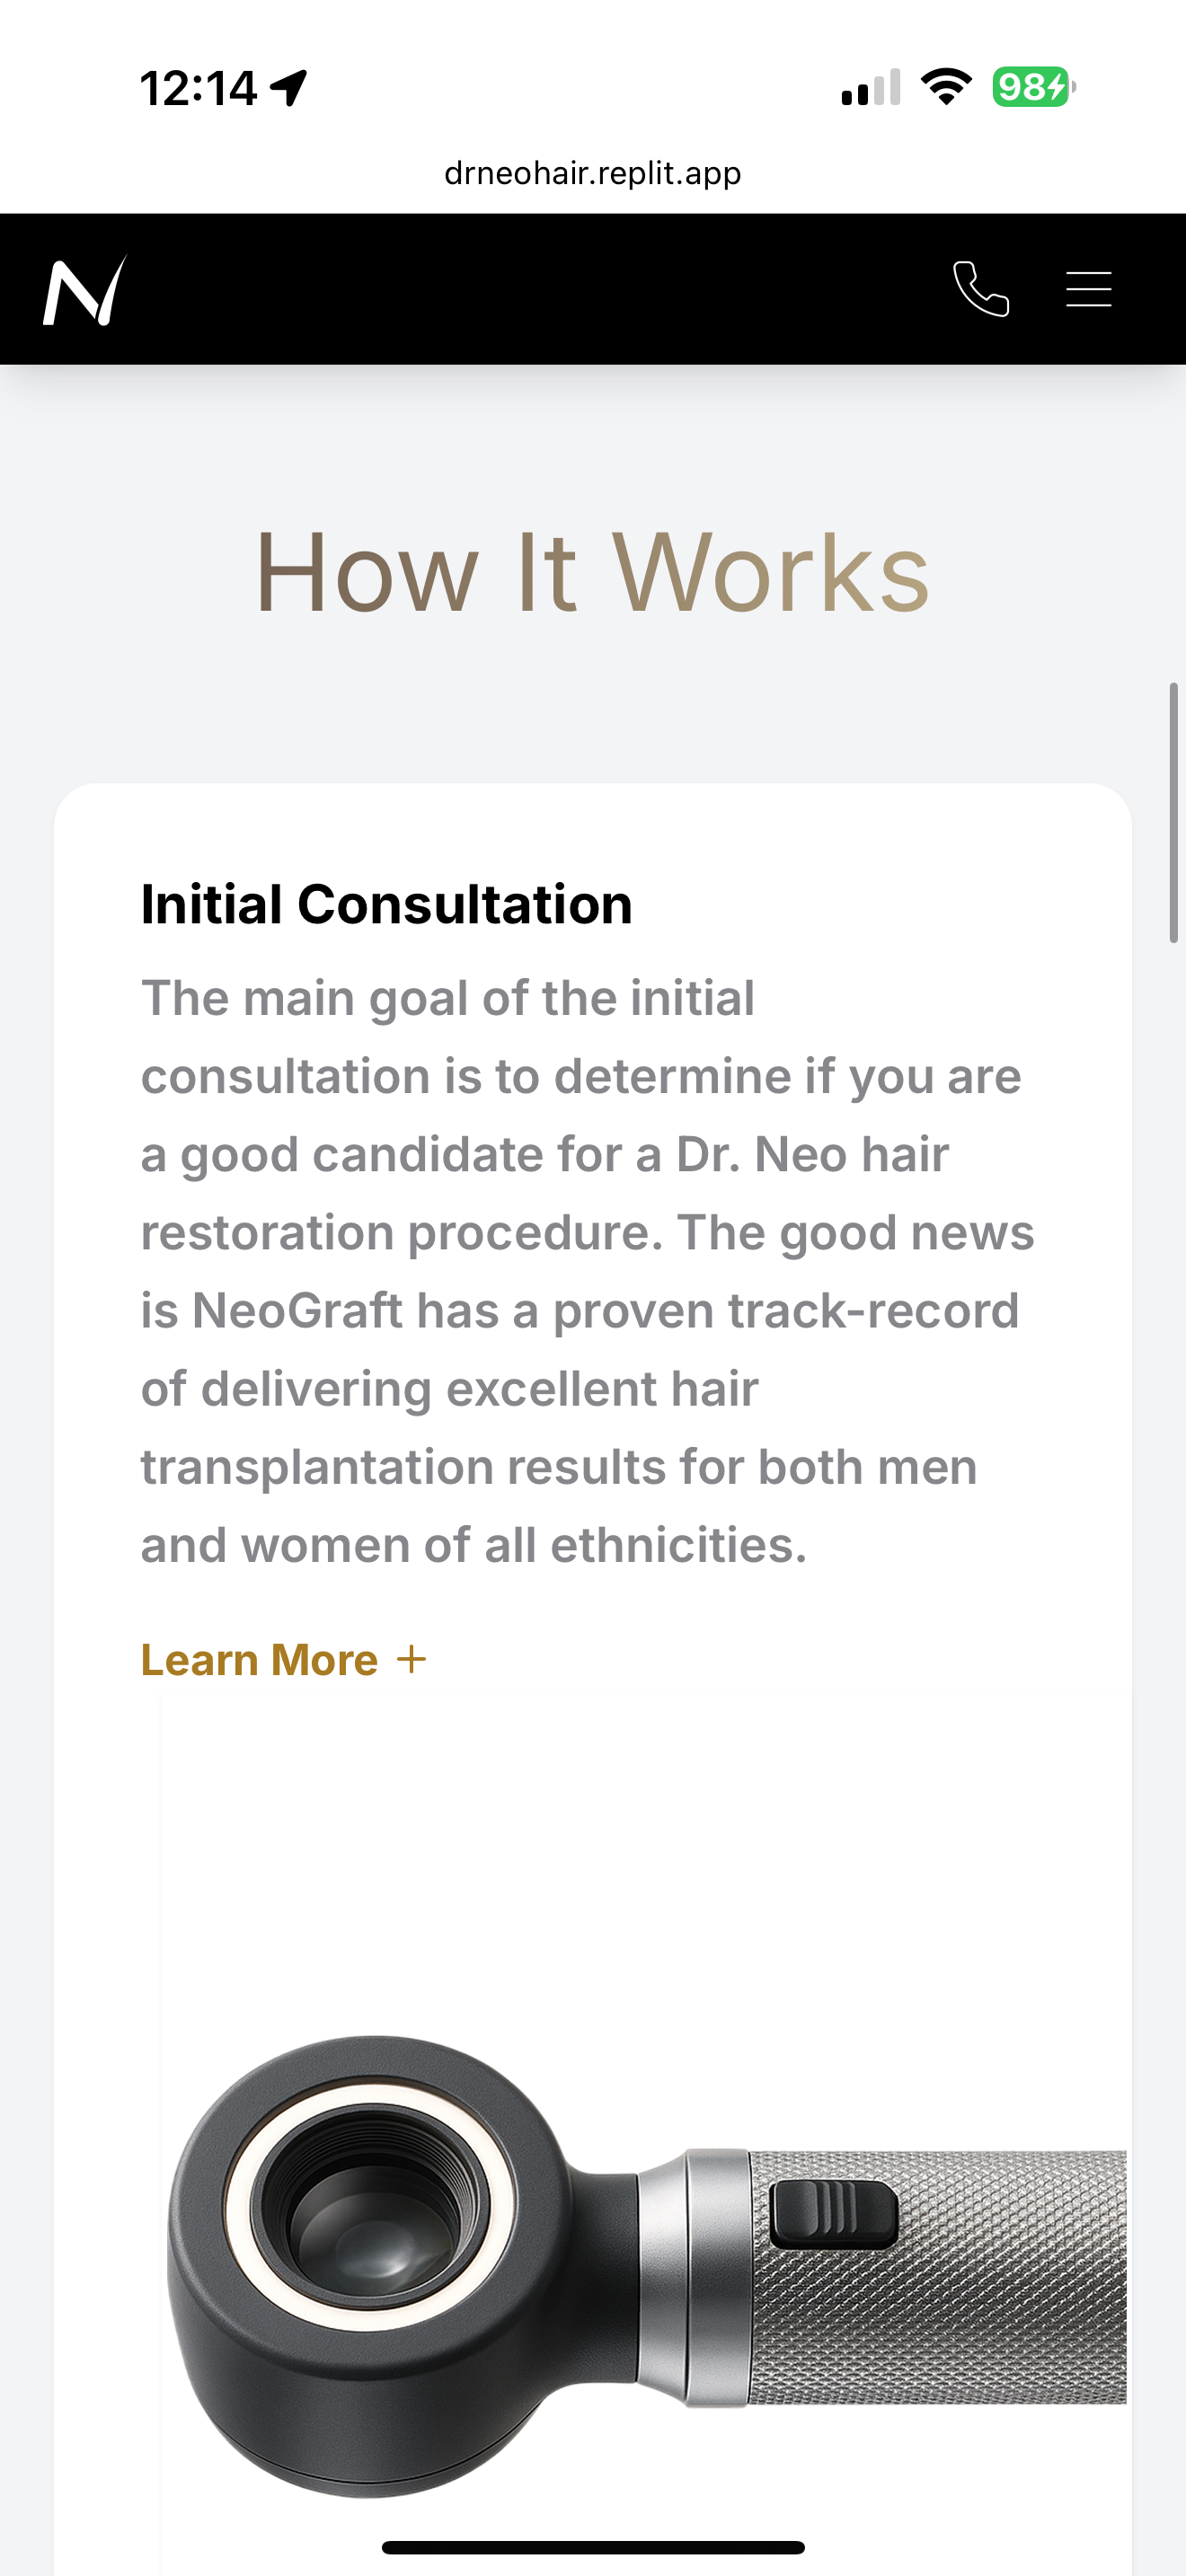 12:14
98
drneohair.replit.app
N
How It Works
Initial Consultation
The main goal of the initial
consultation is to determine if you are
a good candidate for a Dr. Neo hair
restoration procedure. The good news
is NeoGraft has a proven track-record
of delivering excellent hair
transplantation results for both men
and women of all ethnicities.
Learn More +